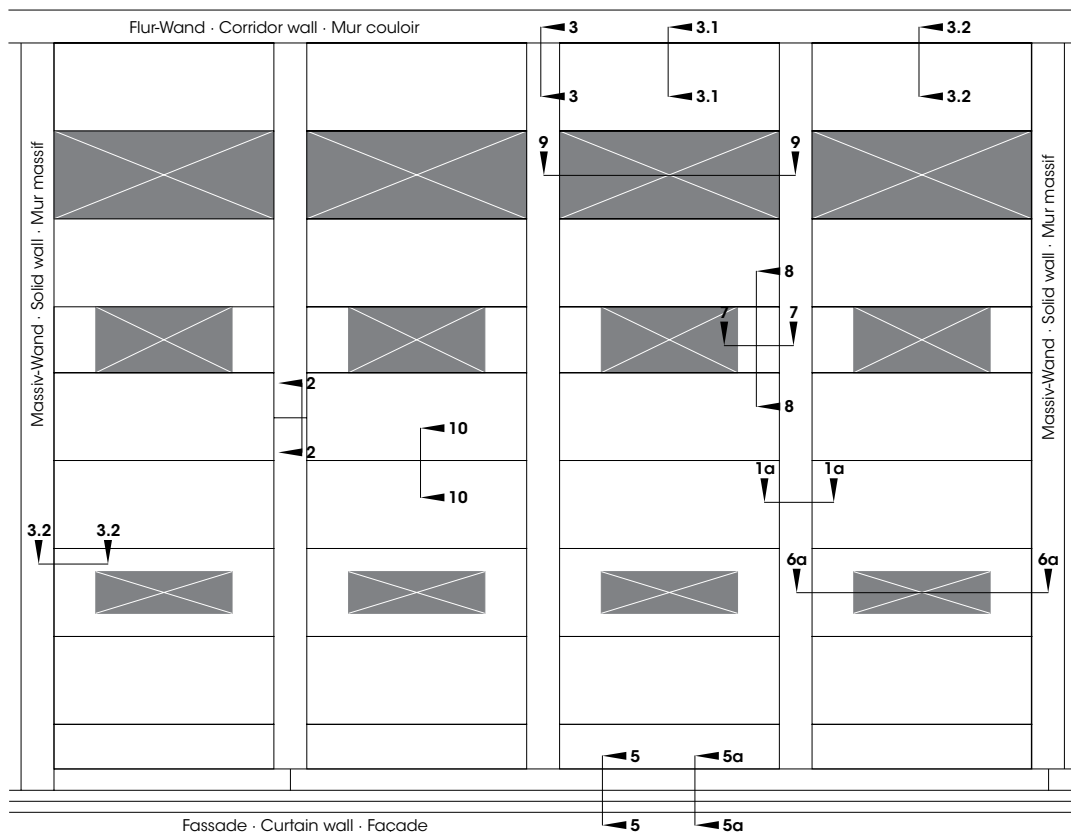 Flur-Wand · Corridor wall · Mur couloir
3
3.1
3.2
3
3.1
3.2
Massiv-Wand · Solid wall · Mur massif
9
9
Massiv-Wand · Solid wall · Mur massif
8
7
7
2
8
10
2
1a
1a
10
3.2
3.2
6a
6a
5
5a
Fassade · Curtain wall · Façade
5
5a